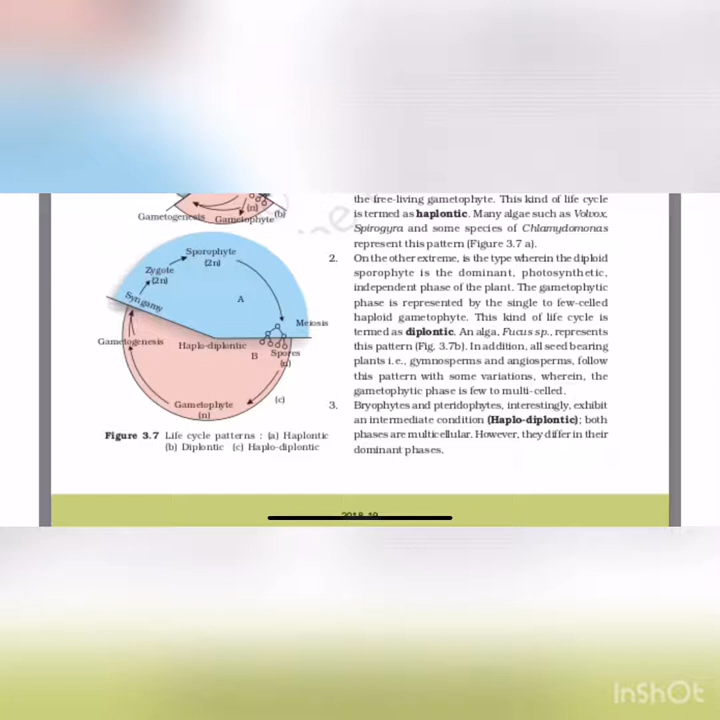 (n)
Gametogenesis Gametophyte (b)
Sporophyte
(2n)
Zygote
(2n)
Syngamy
A
Meiosis
Gametogenesis
Haplo-diplontic
B
Spores
(n)
Gametophyte
(n)
(c)
Figure 3.7 Life cycle patterns : (a) Haplontic
(b) Diplontic (c) Haplo-diplontic
the free-living gametophyte. This kind of life cycle
is termed as haplontic. Many algae such as Volvox,
Spirogyra and some species of Chlamydomonas
represent this pattern (Figure 3.7 a).
2. On the other extreme, is the type wherein the diploid
sporophyte is the dominant, photosynthetic,
independent phase of the plant. The gametophytic
phase is represented by the single to few-celled
haploid gametophyte. This kind of life cycle is
termed as diplontic. An alga, Fucus sp., represents
this pattern (Fig. 3.7b). In addition, all seed bearing
plants i.e., gymnosperms and angiosperms, follow
this pattern with some variations, wherein, the
gametophytic phase is few to multi-celled.
3. Bryophytes and pteridophytes, interestingly, exhibit
an intermediate condition (Haplo-diplontic); both
phases are multicellular. However, they differ in their
dominant phases.
2018-19
InShOt